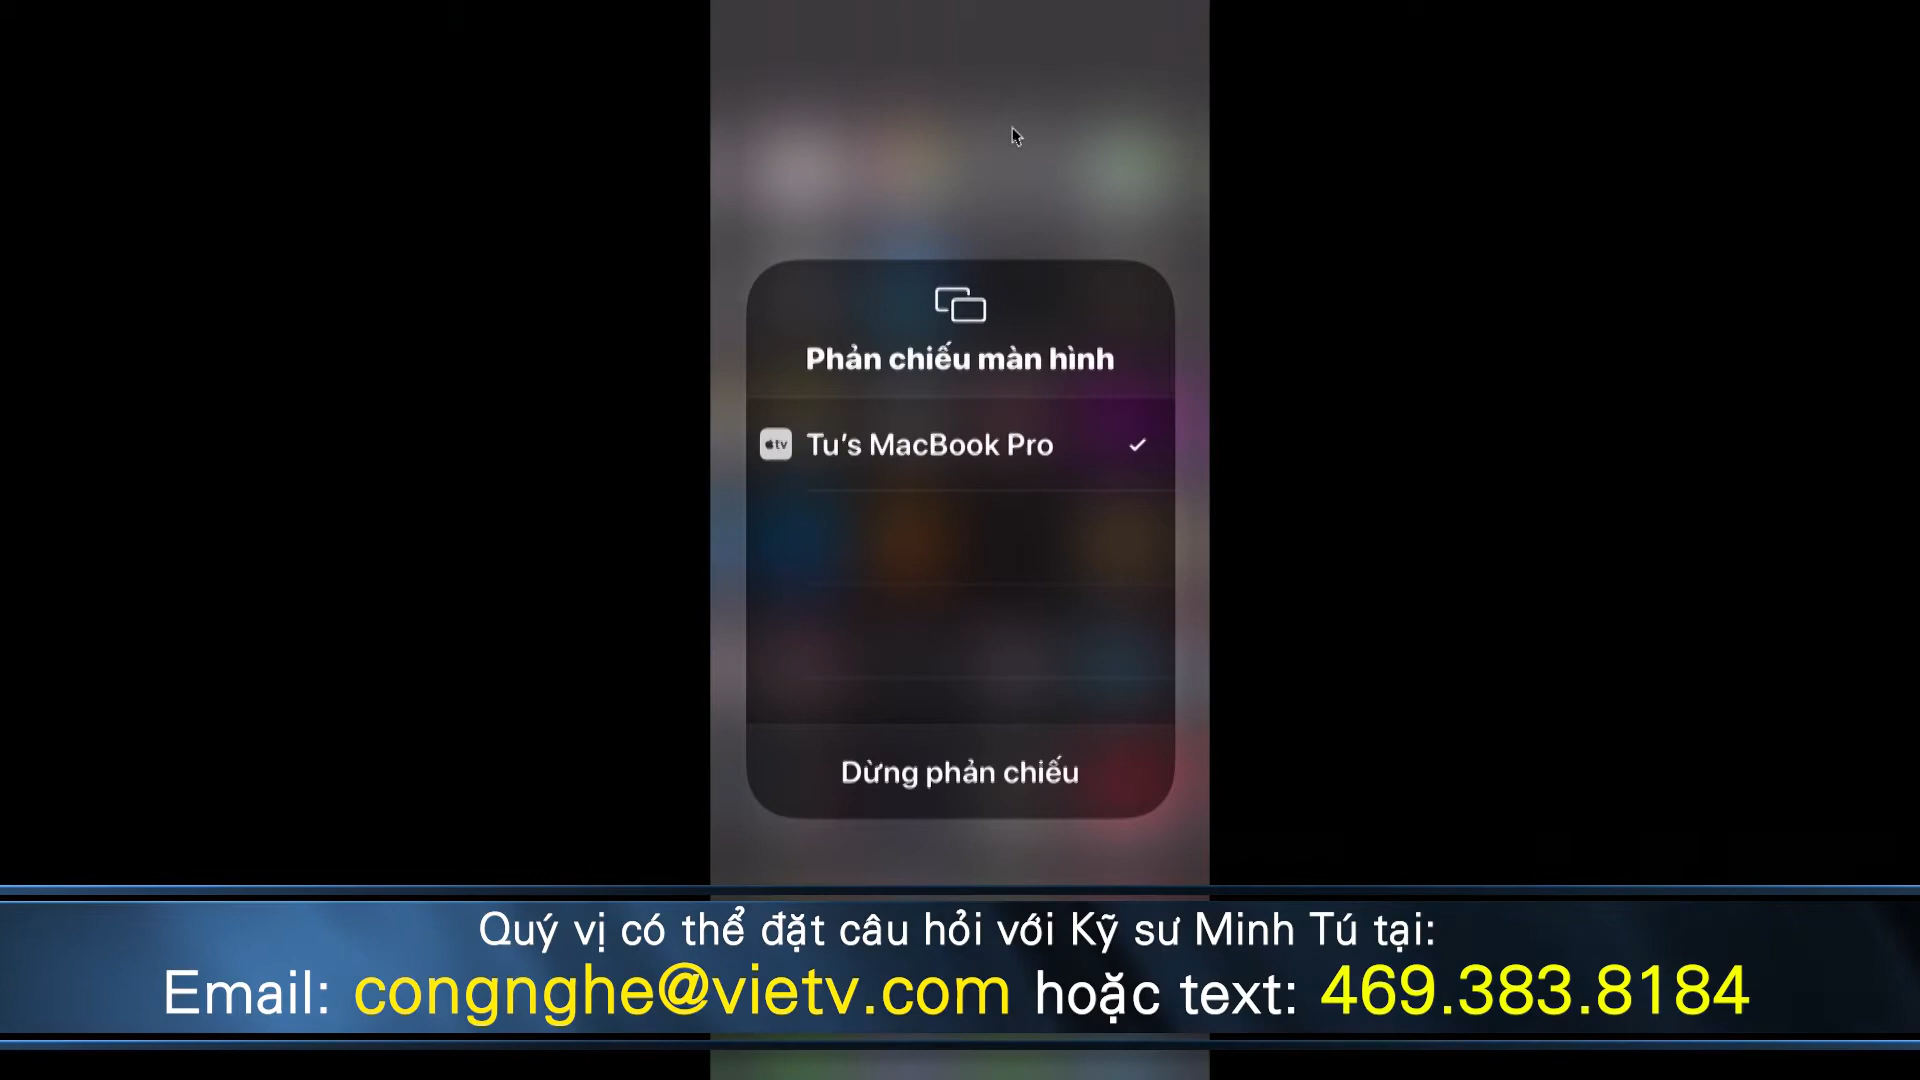 Phản chiếu màn hình
tv Tu’s MacBook Pro
Dừng phản chiếu
Quý vị có thể đặt câu hỏi với Kỹ sư Minh Tú tại:
Email: congnghe@vietv.com hoặc text: 469.383.8184